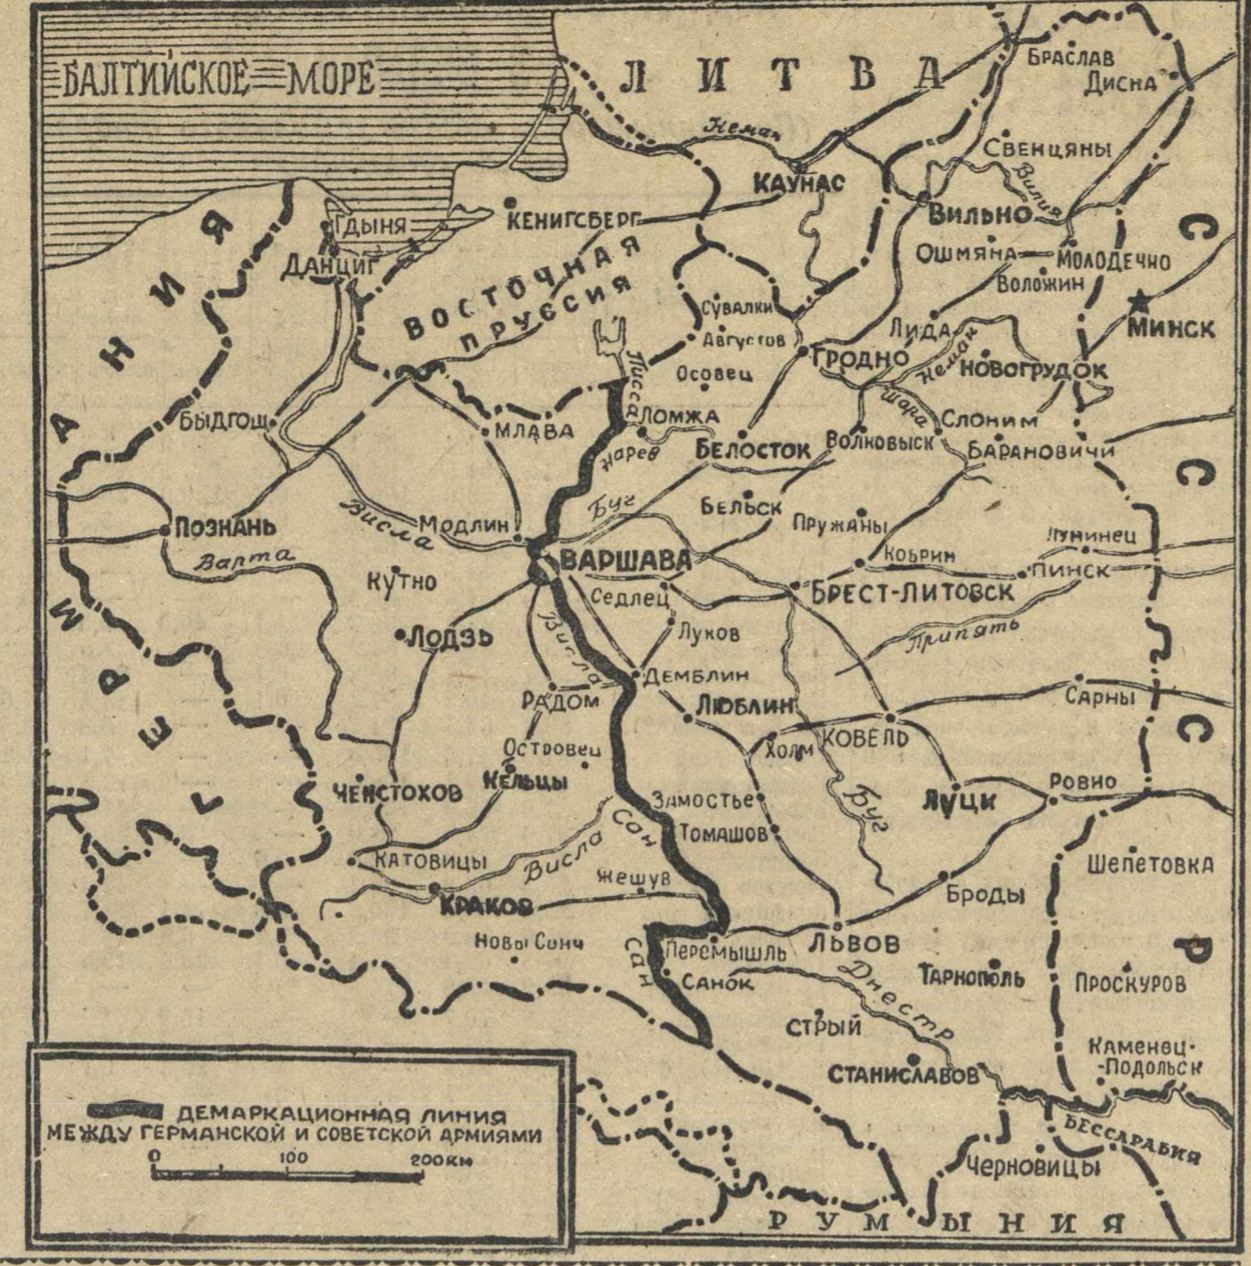 БАЛТИЙСКОЕ МОРЕ
ЛИТВА
БРАСЛАВ
ДИСНА
Неман
СВЕНЦЯНЫ
КАУНАС
Вилия
ГДЫНЯ
КЕНИГСБЕРГ
ВИЛЬНО
ДАНЦИГ
ОШМЯНА
МОЛОДЕЧНО
ВОСТОЧНАЯ
ПРУССИЯ
ВОЛОЖИН
СУВАЛКИ
ЛИДА
МИНСК
АВГУСТОВ
ГРОДНО
Неман
НОВОГРУДОК
Писса
ОСОВЕЦ
Шара
БЫДГОЩ
МЛАВА
ЛОМЖА
СЛОНИМ
Нарев
БЕЛОСТОК
ВОЛКОВЫСК
БАРАНОВИЧИ
Висла
МОДЛИН
Буг
БЕЛЬСК
ПРУЖАНЫ
ПОЗНАНЬ
ЛУНИНЕЦ
Варта
ВАРШАВА
КОБРИН
КУТНО
СЕДЛЕЦ
БРЕСТ-ЛИТОВСК
ПИНСК
ЛОДЗЬ
Висла
ЛУКОВ
Припять
ДЕМБЛИН
РАДОМ
ЛЮБЛИН
САРНЫ
ОСТРОВЕЦ
ХОЛМ
КОВЕЛЬ
ЧЕНСТОХОВ
КЕЛЬЦЫ
ЗАМОСТЬЕ
Буг
ЛУЦК
РОВНО
Сан
ТОМАШОВ
КАТОВИЦЫ
Висла
ШЕПЕТОВКА
ЖЕШУВ
КРАКОВ
БРОДЫ
НОВЫ СОНЧ
Сан
ПЕРЕМЫШЛЬ
ЛЬВОВ
САНОК
Днестр
ТАРНОПОЛЬ
ПРОСКУРОВ
СТРЫЙ
КАМЕНЕЦ-
-ПОДОЛЬСК
СТАНИСЛАВОВ
БЕССАРАБИЯ
ЧЕРНОВИЦЫ
РУМЫНИЯ
ГЕРМАНИЯ
СССР
ДЕМАРКАЦИОННАЯ ЛИНИЯ
МЕЖДУ ГЕРМАНСКОЙ И СОВЕТСКОЙ АРМИЯМИ
0 100 200КМ